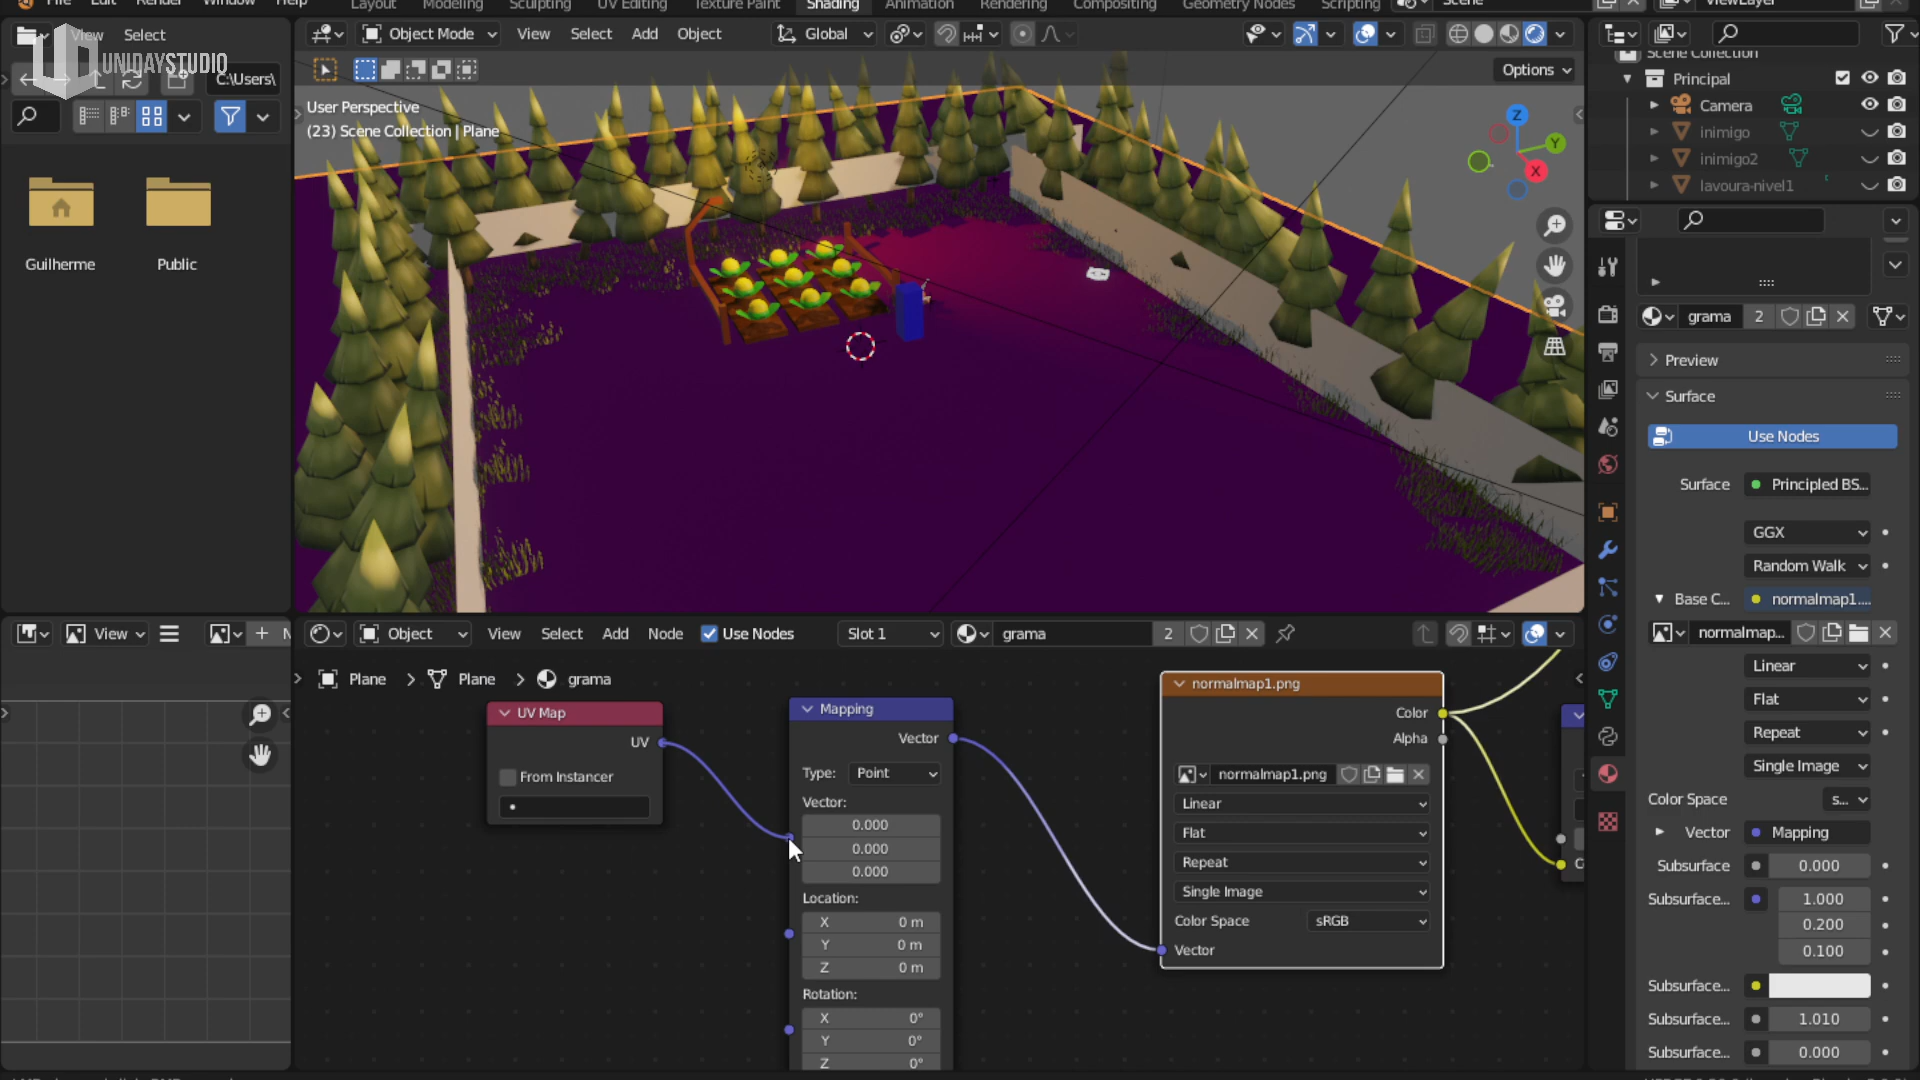 File Edit Render Window Help
Layout Modeling Sculpting UV Editing Texture Paint Shading Animation Rendering Compositing Geometry Nodes Scripting Scene ViewLayer
View Select
UNIDAYSTUDIO
C:\Users\
Guilherme
Public
Object Mode View Select Add Object Global
Options
User Perspective
(23) Scene Collection | Plane
Z
Y
X
Scene Collection
Principal
Camera
inimigo
inimigo2
lavoura-nivel1
grama 2
Preview
Surface
Use Nodes
Surface Principled BS...
GGX
Random Walk
Base C... normalmap1....
normalmap...
Linear
Flat
Repeat
Single Image
Color Space s...
Vector Mapping
Subsurface 0.000
Subsurface... 1.000
0.200
0.100
Subsurface...
Subsurface... 1.010
Subsurface... 0.000
View
Object View Select Add Node Use Nodes Slot 1 grama 2
Plane > Plane > grama
UV Map
UV
From Instancer
Mapping
Vector
Type: Point
Vector:
0.000
0.000
0.000
Location:
X 0 m
Y 0 m
Z 0 m
Rotation:
X 0°
Y 0°
Z 0°
normalmap1.png
Color
Alpha
normalmap1.png
Linear
Flat
Repeat
Single Image
Color Space sRGB
Vector